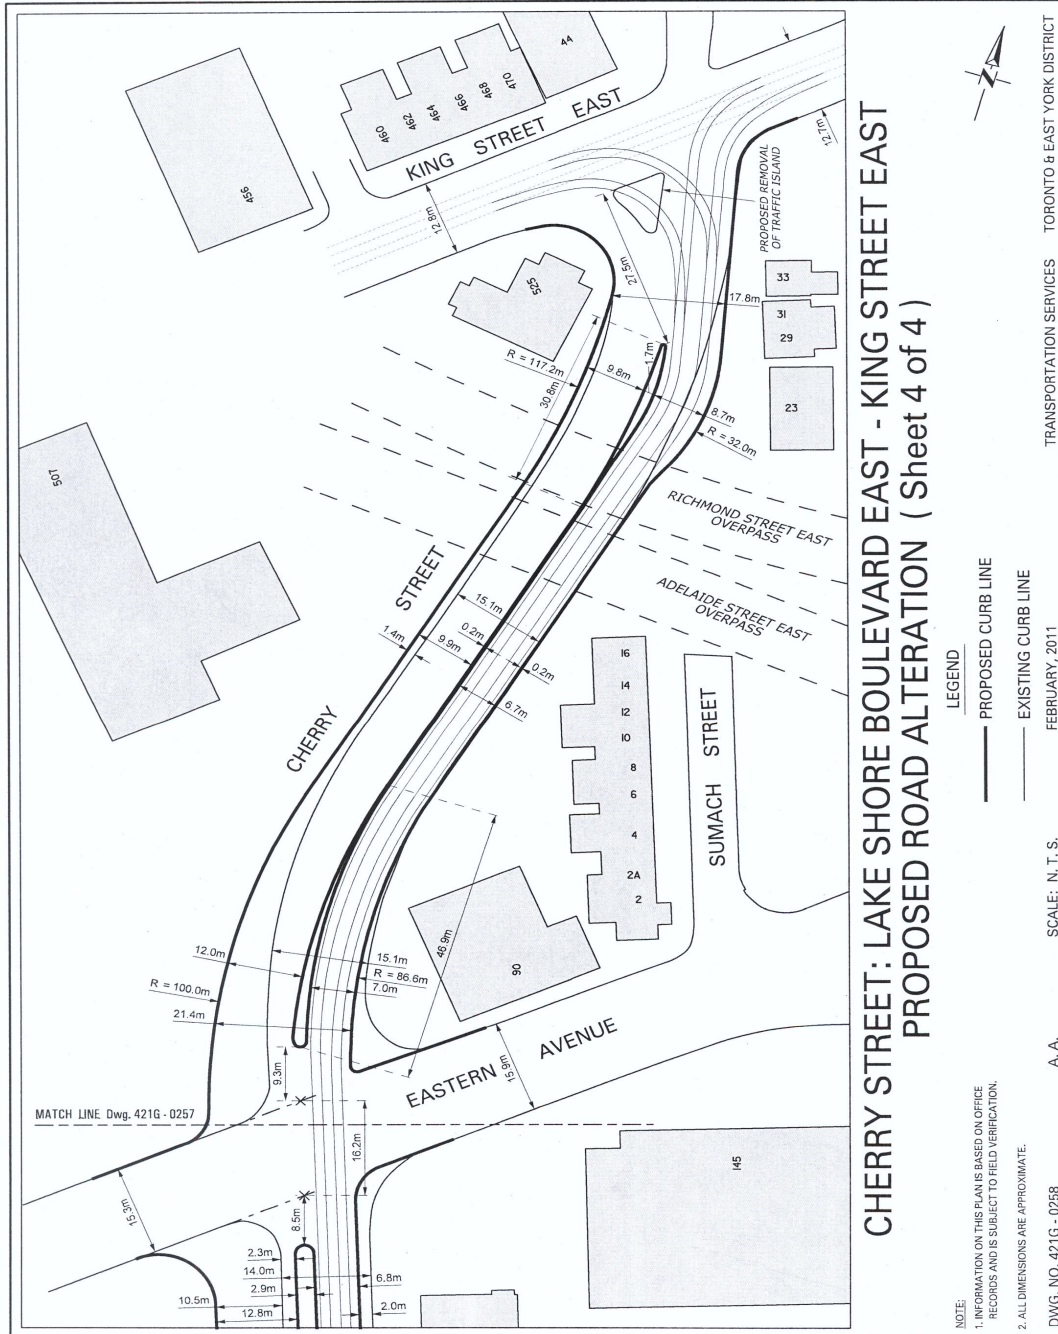 44
470
468
466
464
462
460
KING STREET EAST
456
12.8m
12.7m
PROPOSED REMOVAL
OF TRAFFIC ISLAND
27.5m
525
33
17.8m
31
29
1.7m
R = 117.2m
9.8m
30.8m
23
8.7m
R = 32.0m
507
RICHMOND STREET EAST
OVERPASS
ADELAIDE STREET EAST
OVERPASS
CHERRY STREET
15.1m
0.2m
1.4m
9.9m
0.2m
6.7m
16
14
12
10
8
6
4
2A
2
SUMACH STREET
46.9m
90
12.0m
15.1m
R = 86.6m
7.0m
R = 100.0m
21.4m
9.3m
EASTERN AVENUE
15.9m
MATCH LINE Dwg. 421G - 0257
16.2m
145
15.3m
8.5m
2.3m
14.0m
2.9m
6.8m
10.5m
12.8m
2.0m
CHERRY STREET: LAKE SHORE BOULEVARD EAST - KING STREET EAST
PROPOSED ROAD ALTERATION ( Sheet 4 of 4 )
LEGEND
PROPOSED CURB LINE
EXISTING CURB LINE
N
NOTE:
1. INFORMATION ON THIS PLAN IS BASED ON OFFICE
RECORDS AND IS SUBJECT TO FIELD VERIFICATION.
2. ALL DIMENSIONS ARE APPROXIMATE.
DWG. NO. 421G - 0258 A. A. SCALE: N. T. S. FEBRUARY, 2011 TRANSPORTATION SERVICES TORONTO & EAST YORK DISTRICT